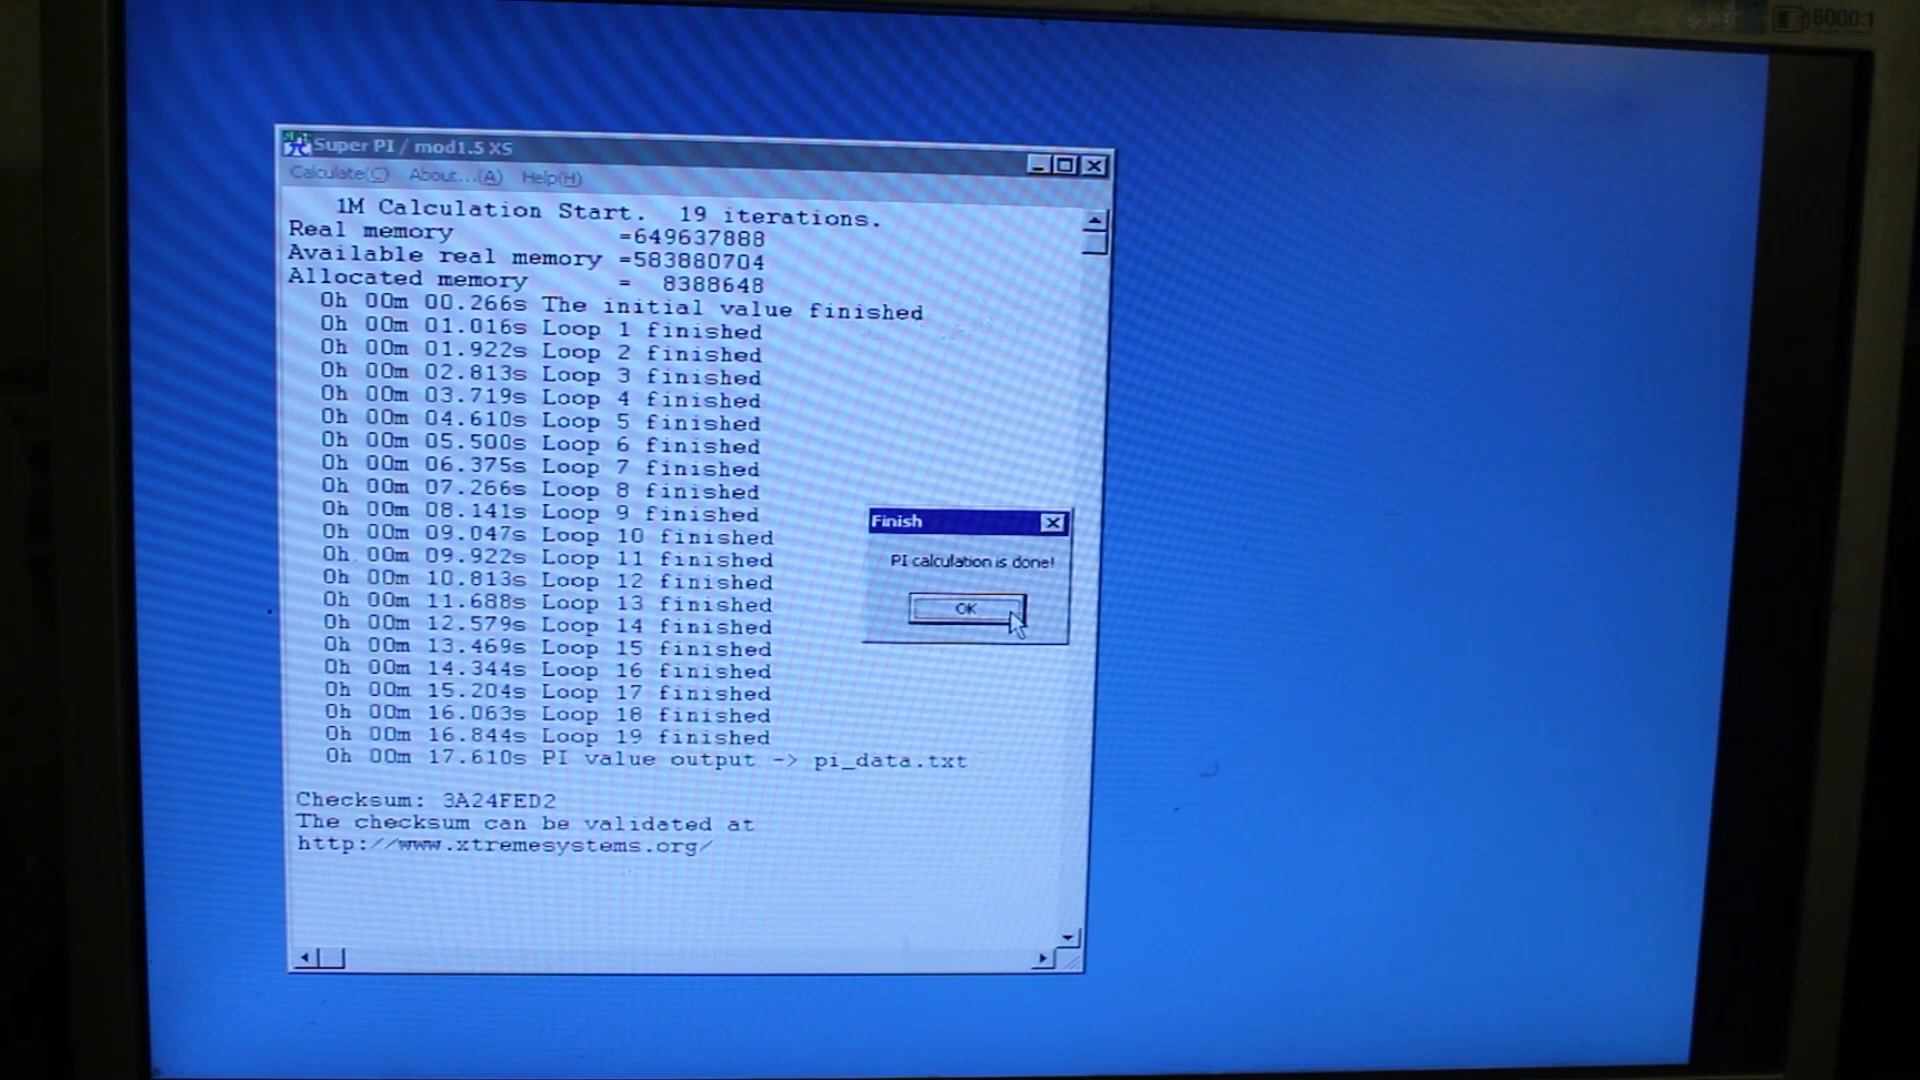 8000:1
Super PI / mod1.5 XS
Calculate(C) About...(A) Help(H)
1M Calculation Start. 19 iterations.
Real memory =649637888
Available real memory =583880704
Allocated memory = 8388648
0h 00m 00.266s The initial value finished
0h 00m 01.016s Loop 1 finished
0h 00m 01.922s Loop 2 finished
0h 00m 02.813s Loop 3 finished
0h 00m 03.719s Loop 4 finished
0h 00m 04.610s Loop 5 finished
0h 00m 05.500s Loop 6 finished
0h 00m 06.375s Loop 7 finished
0h 00m 07.266s Loop 8 finished
0h 00m 08.141s Loop 9 finished
0h 00m 09.047s Loop 10 finished
0h 00m 09.922s Loop 11 finished
0h 00m 10.813s Loop 12 finished
0h 00m 11.688s Loop 13 finished
0h 00m 12.579s Loop 14 finished
0h 00m 13.469s Loop 15 finished
0h 00m 14.344s Loop 16 finished
0h 00m 15.204s Loop 17 finished
0h 00m 16.063s Loop 18 finished
0h 00m 16.844s Loop 19 finished
0h 00m 17.610s PI value output -> pi_data.txt
Checksum: 3A24FED2
The checksum can be validated at
http://www.xtremesystems.org/
Finish
PI calculation is done!
OK